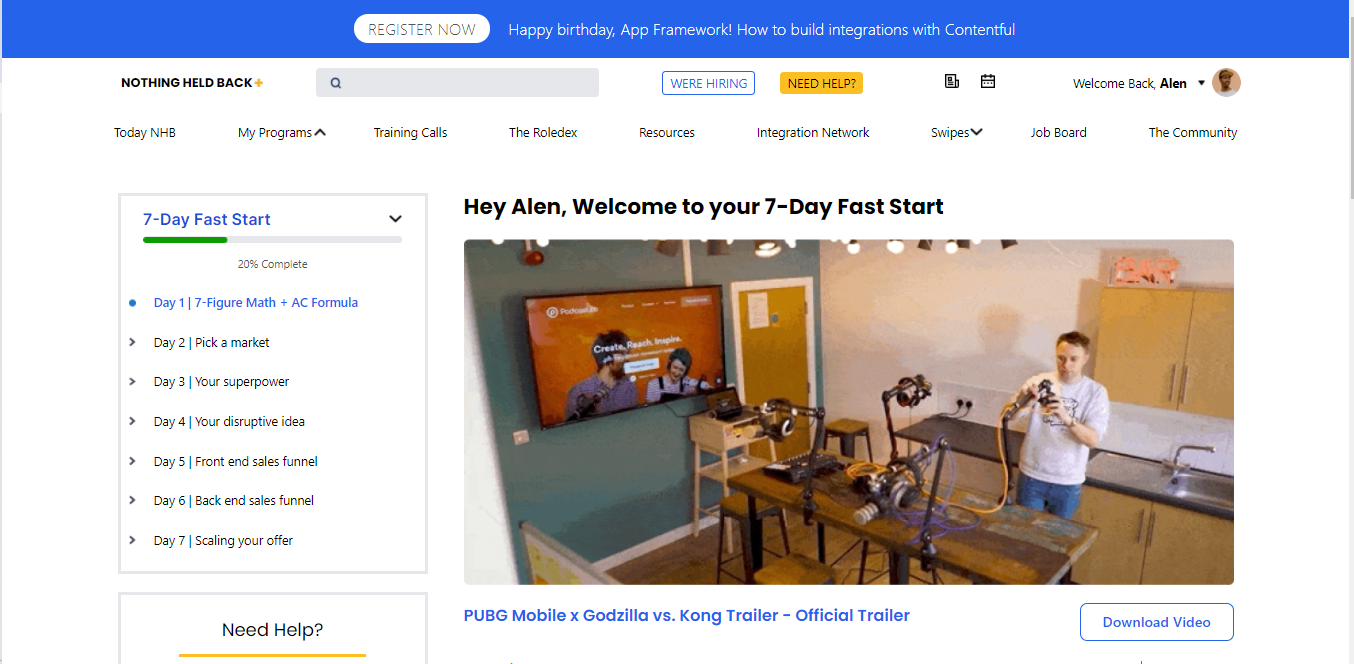 REGISTER NOW Happy birthday, App Framework! How to build integrations with Contentful
NOTHING HELD BACK+ WERE HIRING NEED HELP? Welcome Back, Alen
Today NHB My Programs Training Calls The Roledex Resources Integration Network Swipes Job Board The Community
7-Day Fast Start
20% Complete
Day 1 | 7-Figure Math + AC Formula
Day 2 | Pick a market
Day 3 | Your superpower
Day 4 | Your disruptive idea
Day 5 | Front end sales funnel
Day 6 | Back end sales funnel
Day 7 | Scaling your offer
Need Help?
Hey Alen, Welcome to your 7-Day Fast Start
Create. Reach. Inspire.
PUBG Mobile x Godzilla vs. Kong Trailer - Official Trailer
Download Video